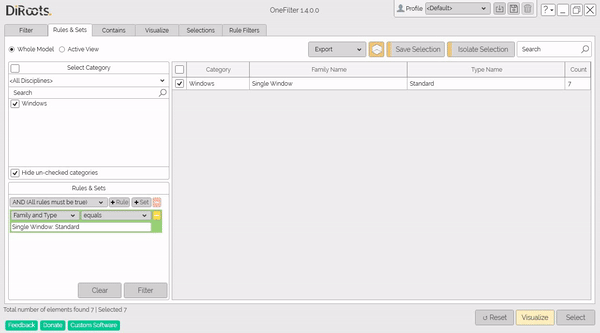 DiRoots.
OneFilter 1.4.0.0
Profile <Default>
? -
Filter Rules & Sets Contains Visualize Selections Rule Filters
Whole Model Active View
Export Save Selection Isolate Selection Search
Select Category
<All Disciplines>
Search
Windows
Hide un-checked categories
Category Family Name Type Name Count
Windows Single Window Standard 7
Rules & Sets
AND (All rules must be true) +Rule +Set
Family and Type equals
Single Window: Standard
Clear Filter
Total number of elements found 7 | Selected 7
Feedback Donate Custom Software
Reset Visualize Select